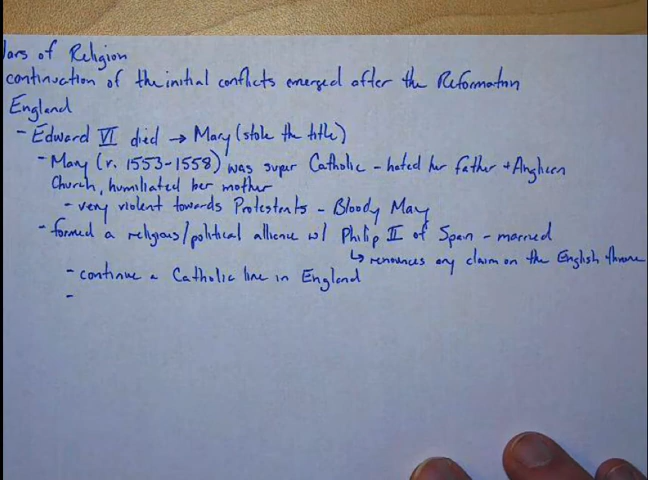 ars of Religion
continuation of the initial conflicts emerged after the Reformation
England
- Edward VI died → Mary (stole the title)
- Mary (r. 1553-1558) was super Catholic - hated her father + Anglican
Church, humiliated her mother
- very violent towards Protestants - Bloody Mary
- formed a religious/political alliance w/ Philip II of Spain - married
↳ renounces any claim on the English throne
- continue a Catholic line in England
-